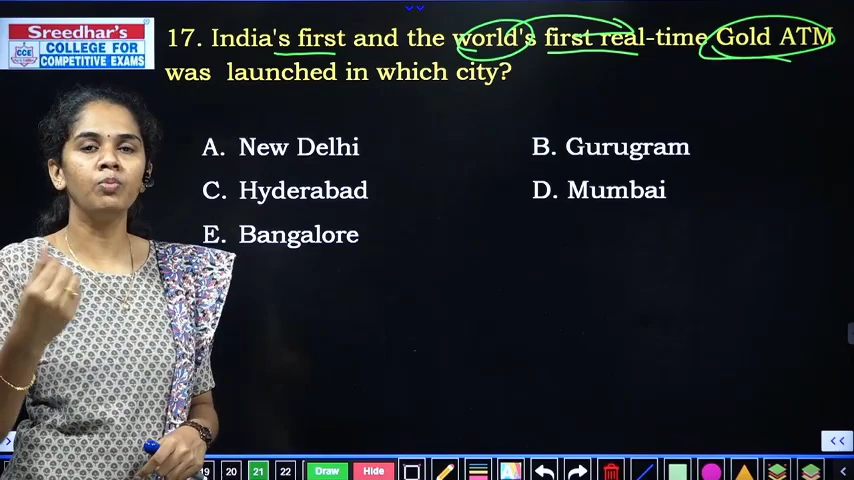 Sreedhar's
CCE
COLLEGE FOR
COMPETITIVE EXAMS
17. India's first and the world's first real-time Gold ATM
was launched in which city?
A. New Delhi
B. Gurugram
C. Hyderabad
D. Mumbai
E. Bangalore
19 20 21 22 Draw Hide